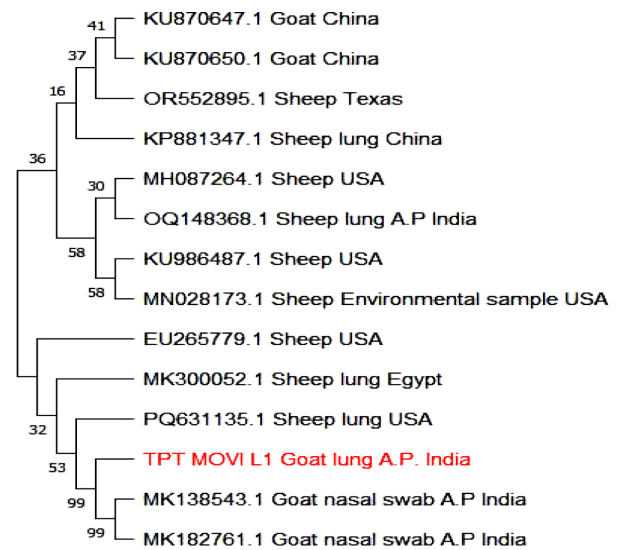 KU870647.1 Goat China
41
KU870650.1 Goat China
37
OR552895.1 Sheep Texas
16
KP881347.1 Sheep lung China
36
MH087264.1 Sheep USA
30
OQ148368.1 Sheep lung A.P India
58
KU986487.1 Sheep USA
58
MN028173.1 Sheep Environmental sample USA
EU265779.1 Sheep USA
MK300052.1 Sheep lung Egypt
32
PQ631135.1 Sheep lung USA
53
TPT MOVI L1 Goat lung A.P. India
99
MK138543.1 Goat nasal swab A.P India
99
MK182761.1 Goat nasal swab A.P India